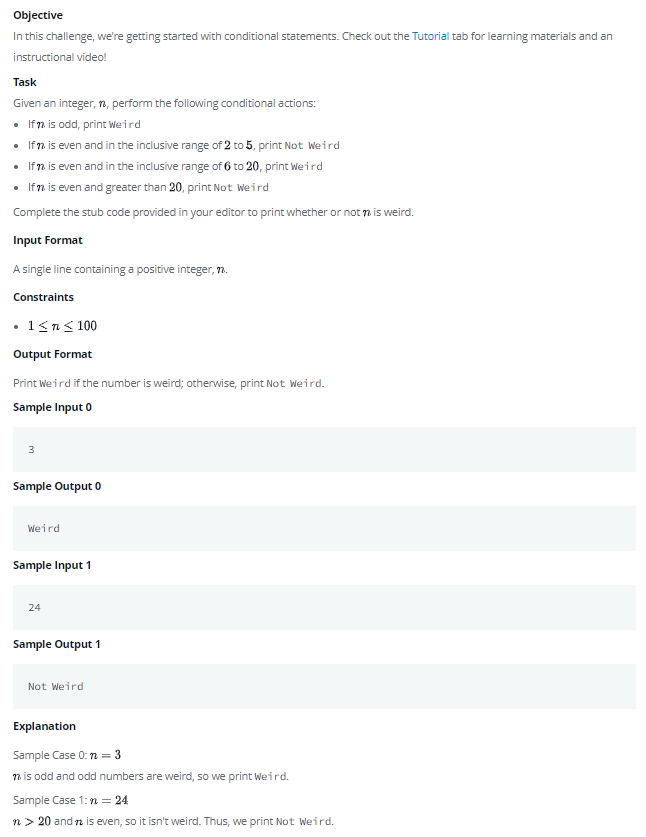 Objective
In this challenge, we're getting started with conditional statements. Check out the Tutorial tab for learning materials and an
instructional video!
Task
Given an integer, n, perform the following conditional actions:
• If n is odd, print Weird
• If n is even and in the inclusive range of 2 to 5, print Not Weird
• If n is even and in the inclusive range of 6 to 20, print Weird
• If n is even and greater than 20, print Not Weird
Complete the stub code provided in your editor to print whether or not n is weird.
Input Format
A single line containing a positive integer, n.
Constraints
• 1 ≤ n ≤ 100
Output Format
Print Weird if the number is weird; otherwise, print Not Weird.
Sample Input 0
3
Sample Output 0
Weird
Sample Input 1
24
Sample Output 1
Not Weird
Explanation
Sample Case 0: n = 3
n is odd and odd numbers are weird, so we print Weird.
Sample Case 1: n = 24
n > 20 and n is even, so it isn't weird. Thus, we print Not Weird.